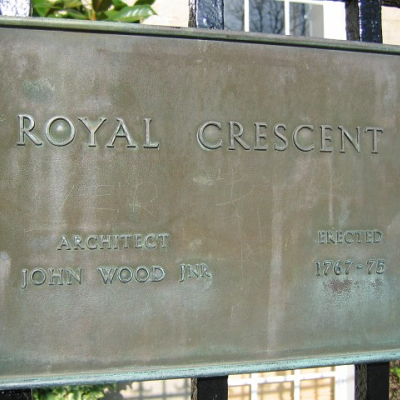 ROYAL CRESCENT
ARCHITECT
JOHN WOOD JNR.
ERECTED
1767-75